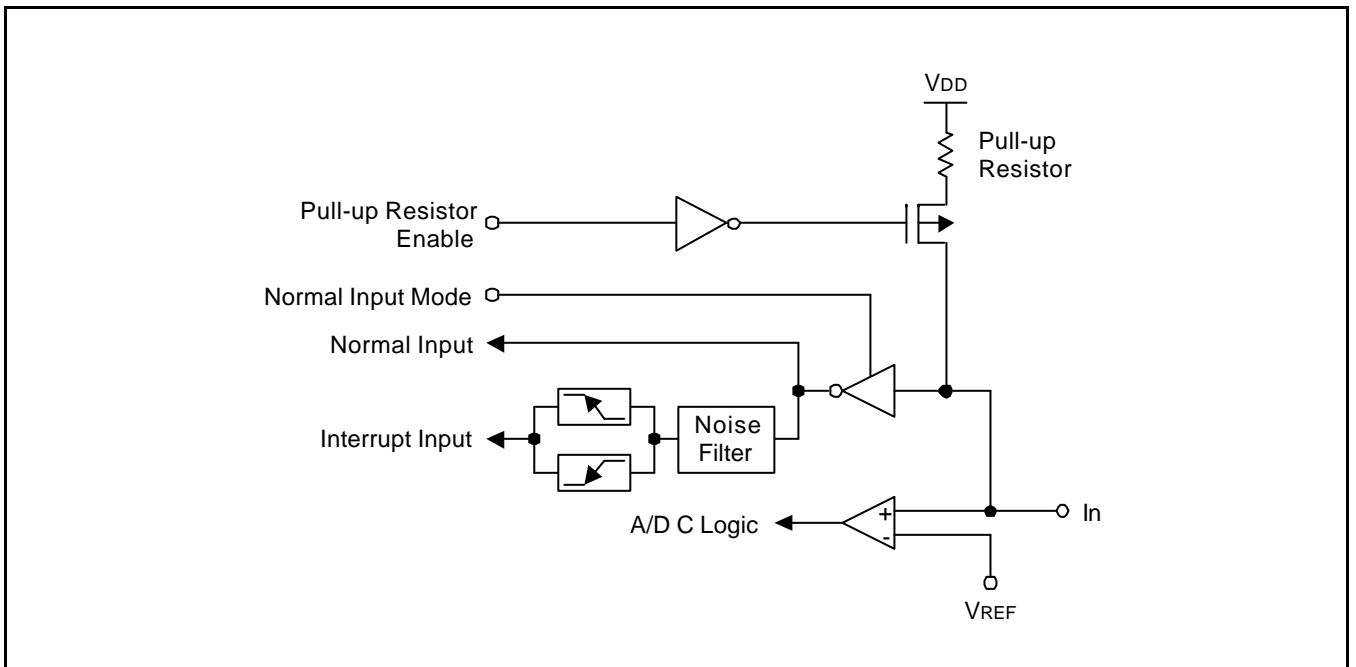 VDD
Pull-up
Resistor
Pull-up Resistor
Enable
Normal Input Mode
Normal Input
Interrupt Input
Noise
Filter
A/D C Logic
+
-
In
VREF